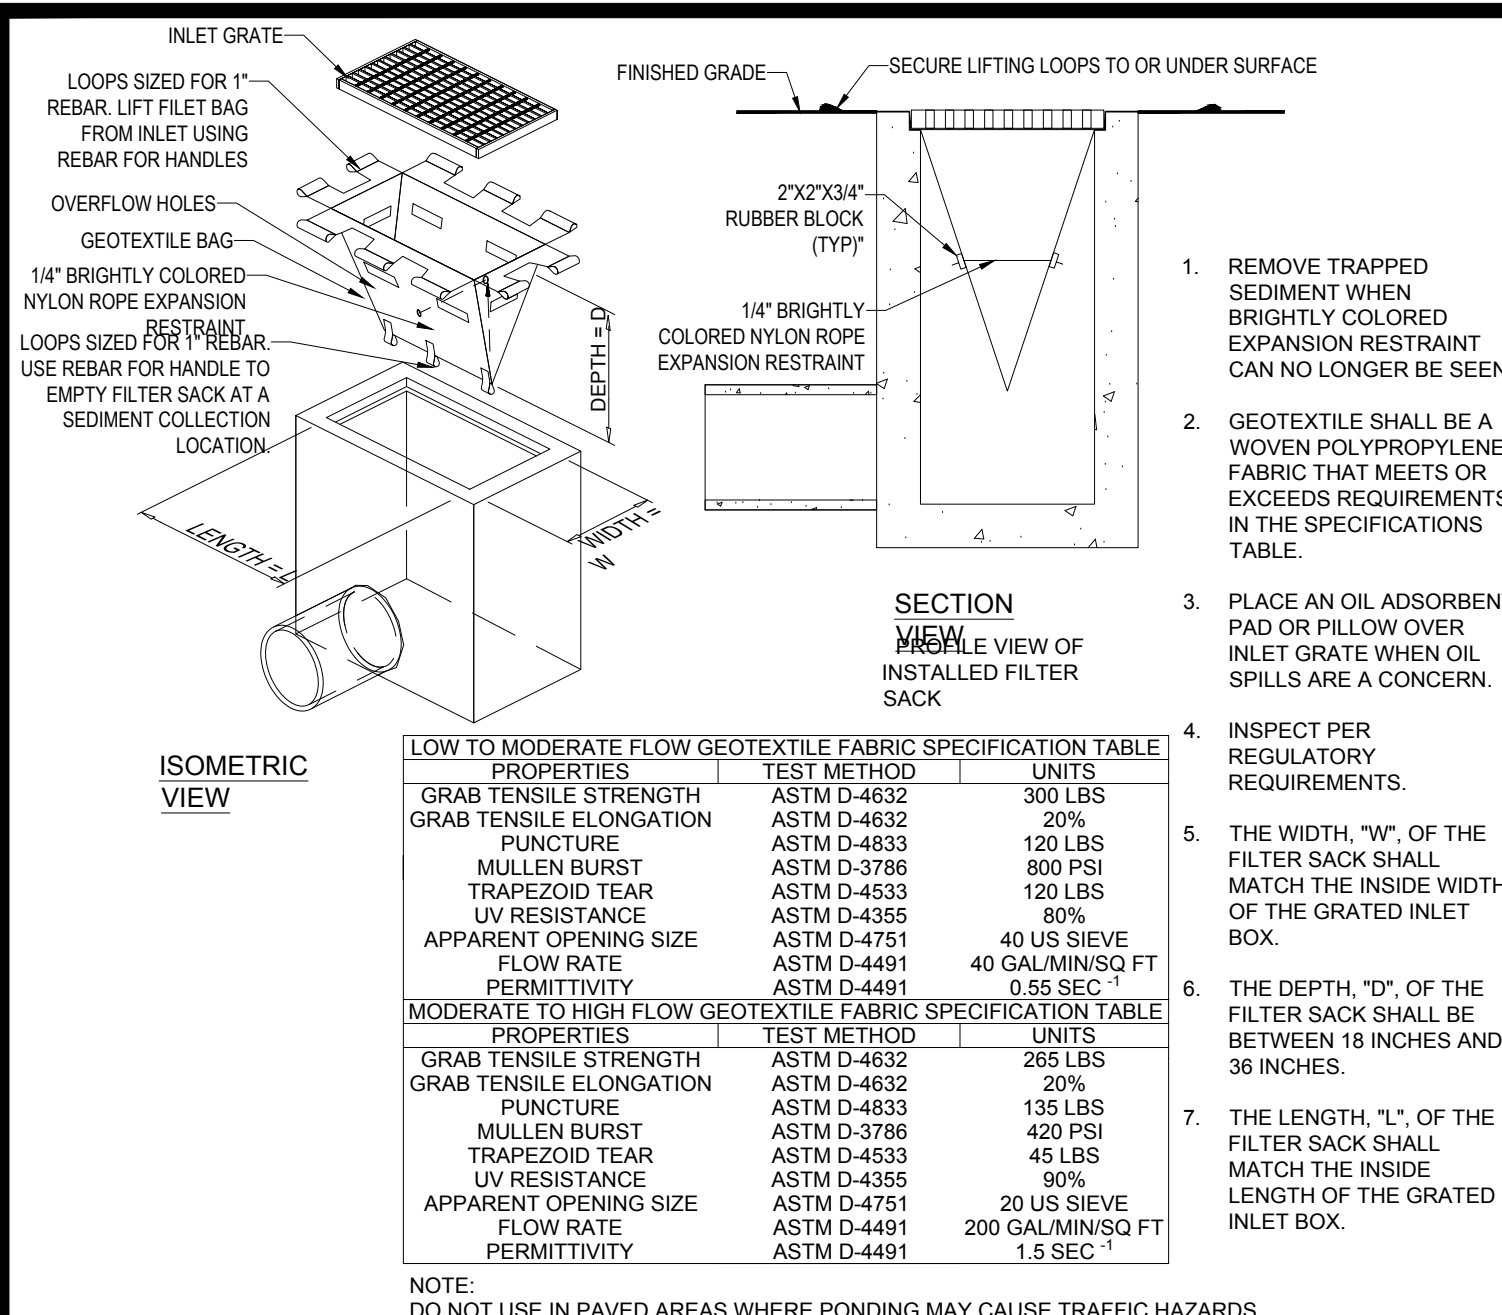 INLET GRATE
LOOPS SIZED FOR 1"
REBAR. LIFT FILET BAG
FROM INLET USING
REBAR FOR HANDLES
OVERFLOW HOLES
GEOTEXTILE BAG
1/4" BRIGHTLY COLORED
NYLON ROPE EXPANSION
RESTRAINT
LOOPS SIZED FOR 1" REBAR.
USE REBAR FOR HANDLE TO
EMPTY FILTER SACK AT A
SEDIMENT COLLECTION
LOCATION.
DEPTH = D
LENGTH = L
WIDTH =
W
ISOMETRIC
VIEW
FINISHED GRADE
SECURE LIFTING LOOPS TO OR UNDER SURFACE
2"X2"X3/4"
RUBBER BLOCK
(TYP)"
1/4" BRIGHTLY
COLORED NYLON ROPE
EXPANSION RESTRAINT
SECTION
VIEW
PROFILE VIEW OF
INSTALLED FILTER
SACK
LOW TO MODERATE FLOW GEOTEXTILE FABRIC SPECIFICATION TABLE
PROPERTIES TEST METHOD UNITS
GRAB TENSILE STRENGTH ASTM D-4632 300 LBS
GRAB TENSILE ELONGATION ASTM D-4632 20%
PUNCTURE ASTM D-4833 120 LBS
MULLEN BURST ASTM D-3786 800 PSI
TRAPEZOID TEAR ASTM D-4533 120 LBS
UV RESISTANCE ASTM D-4355 80%
APPARENT OPENING SIZE ASTM D-4751 40 US SIEVE
FLOW RATE ASTM D-4491 40 GAL/MIN/SQ FT
PERMITTIVITY ASTM D-4491 0.55 SEC -1
MODERATE TO HIGH FLOW GEOTEXTILE FABRIC SPECIFICATION TABLE
PROPERTIES TEST METHOD UNITS
GRAB TENSILE STRENGTH ASTM D-4632 265 LBS
GRAB TENSILE ELONGATION ASTM D-4632 20%
PUNCTURE ASTM D-4833 135 LBS
MULLEN BURST ASTM D-3786 420 PSI
TRAPEZOID TEAR ASTM D-4533 45 LBS
UV RESISTANCE ASTM D-4355 90%
APPARENT OPENING SIZE ASTM D-4751 20 US SIEVE
FLOW RATE ASTM D-4491 200 GAL/MIN/SQ FT
PERMITTIVITY ASTM D-4491 1.5 SEC -1
NOTE:
DO NOT USE IN PAVED AREAS WHERE PONDING MAY CAUSE TRAFFIC HAZARDS
1. REMOVE TRAPPED
SEDIMENT WHEN
BRIGHTLY COLORED
EXPANSION RESTRAINT
CAN NO LONGER BE SEEN
2. GEOTEXTILE SHALL BE A
WOVEN POLYPROPYLENE
FABRIC THAT MEETS OR
EXCEEDS REQUIREMENTS
IN THE SPECIFICATIONS
TABLE.
3. PLACE AN OIL ADSORBENT
PAD OR PILLOW OVER
INLET GRATE WHEN OIL
SPILLS ARE A CONCERN.
4. INSPECT PER
REGULATORY
REQUIREMENTS.
5. THE WIDTH, "W", OF THE
FILTER SACK SHALL
MATCH THE INSIDE WIDTH
OF THE GRATED INLET
BOX.
6. THE DEPTH, "D", OF THE
FILTER SACK SHALL BE
BETWEEN 18 INCHES AND
36 INCHES.
7. THE LENGTH, "L", OF THE
FILTER SACK SHALL
MATCH THE INSIDE
LENGTH OF THE GRATED
INLET BOX.